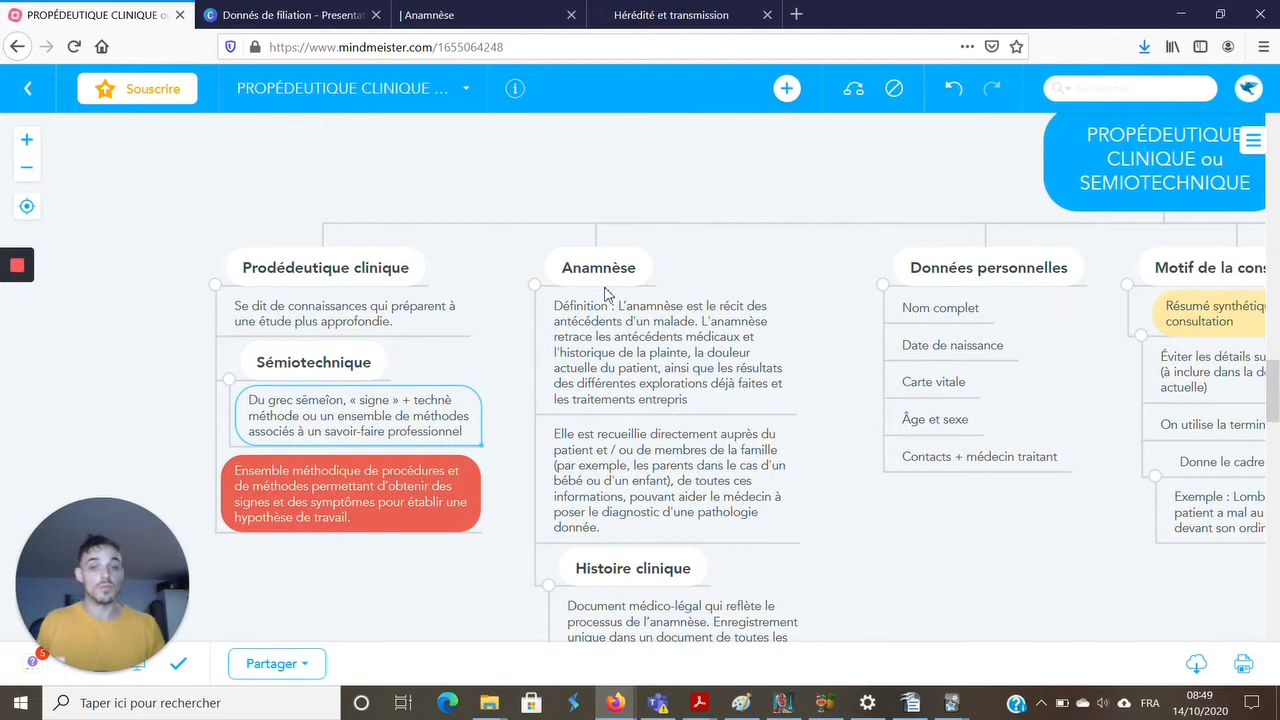 PROPÉDEUTIQUE CLINIQUE ou
Donnés de filiation - Presentat
| Anamnèse
Hérédité et transmission
https://www.mindmeister.com/1655064248
Souscrire
PROPÉDEUTIQUE CLINIQUE ...
Rechercher
PROPÉDEUTIQUE
CLINIQUE ou
SEMIOTECHNIQUE
Prodédeutique clinique
Se dit de connaissances qui préparent à
une étude plus approfondie.
Sémiotechnique
Du grec sēmeîon, « signe » + technè
méthode ou un ensemble de méthodes
associés à un savoir-faire professionnel
Ensemble méthodique de procédures et
de méthodes permettant d'obtenir des
signes et des symptômes pour établir une
hypothèse de travail.
Anamnèse
Définition : L'anamnèse est le récit des
antécédents d'un malade. L'anamnèse
retrace les antécédents médicaux et
l'historique de la plainte, la douleur
actuelle du patient, ainsi que les résultats
des différentes explorations déjà faites et
les traitements entrepris
Elle est recueillie directement auprès du
patient et / ou de membres de la famille
(par exemple, les parents dans le cas d'un
bébé ou d'un enfant), de toutes ces
informations, pouvant aider le médecin à
poser le diagnostic d'une pathologie
donnée.
Histoire clinique
Document médico-légal qui reflète le
processus de l'anamnèse. Enregistrement
unique dans un document de toutes les
Données personnelles
Nom complet
Date de naissance
Carte vitale
Âge et sexe
Contacts + médecin traitant
Motif de la cons
Résumé synthétiq
consultation
Éviter les détails su
(à inclure dans la d
actuelle)
On utilise la termin
Donne le cadre
Exemple : Lomb
patient a mal au
devant son ordin
5
Partager
Taper ici pour rechercher
FRA
08:49
14/10/2020